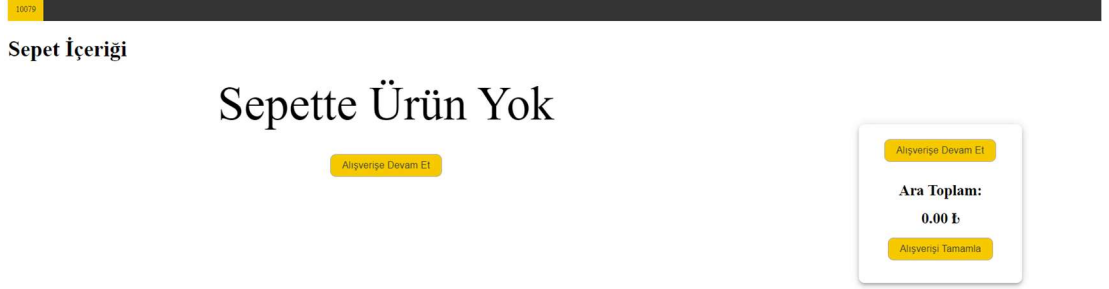 10079
Sepet İçeriği
Sepette Ürün Yok
Alışverişe Devam Et
Alışverişe Devam Et
Ara Toplam:
0.00 ₺
Alışverişi Tamamla